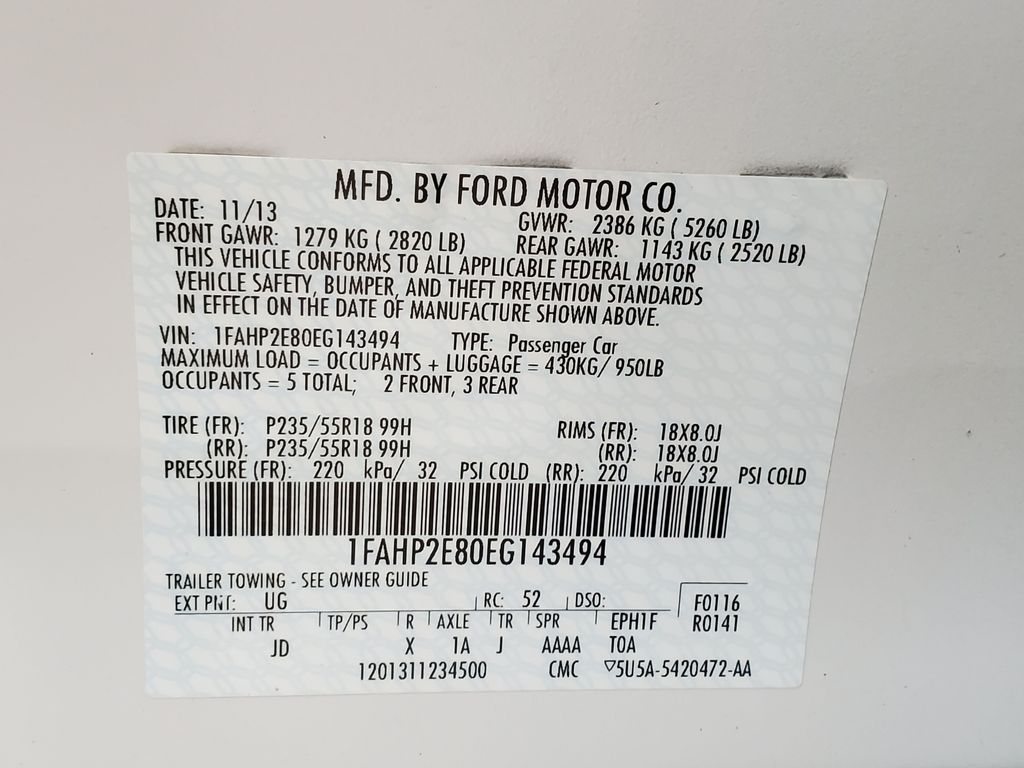 MFD. BY FORD MOTOR CO.
DATE: 11/13 GVWR: 2386 KG ( 5260 LB)
FRONT GAWR: 1279 KG ( 2820 LB) REAR GAWR: 1143 KG ( 2520 LB)
THIS VEHICLE CONFORMS TO ALL APPLICABLE FEDERAL MOTOR
VEHICLE SAFETY, BUMPER, AND THEFT PREVENTION STANDARDS
IN EFFECT ON THE DATE OF MANUFACTURE SHOWN ABOVE.
VIN: 1FAHP2E80EG143494 TYPE: Passenger Car
MAXIMUM LOAD = OCCUPANTS + LUGGAGE = 430KG/ 950LB
OCCUPANTS = 5 TOTAL; 2 FRONT, 3 REAR
TIRE (FR): P235/55R18 99H RIMS (FR): 18X8.0J
(RR): P235/55R18 99H (RR): 18X8.0J
PRESSURE (FR): 220 kPa/ 32 PSI COLD (RR): 220 kPa/ 32 PSI COLD
1FAHP2E80EG143494
TRAILER TOWING - SEE OWNER GUIDE
EXT PNT: UG RC: 52 DSO: F0116
INT TR TP/PS R AXLE TR SPR EPH1F R0141
JD X 1A J AAAA TOA
1201311234500 CMC ▽5U5A-5420472-AA